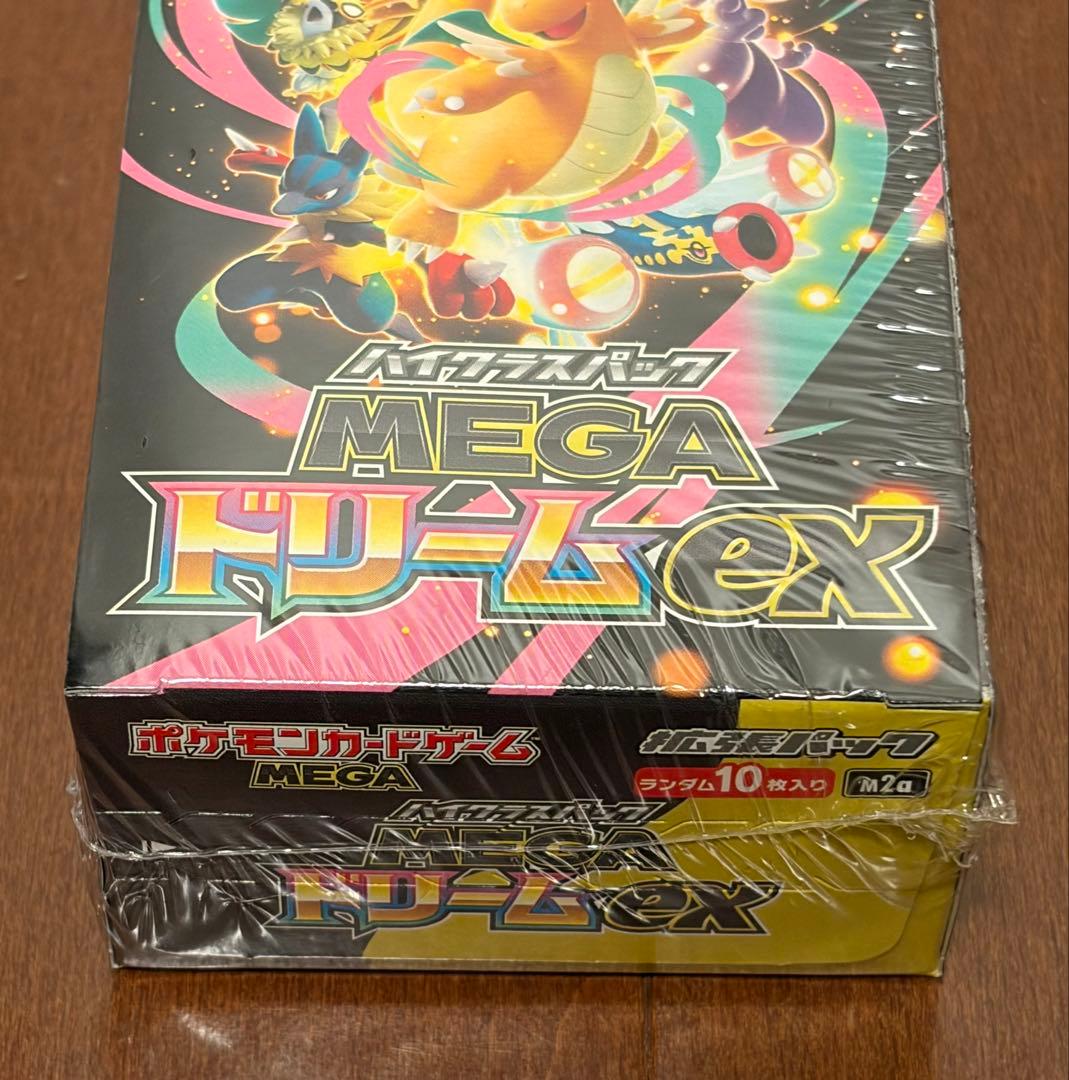 ハイクラスパック
MEGA
ドリームex
ポケモンカードゲーム
MEGA
拡張パック
ランダム10枚入り
M2a
ハイクラスパック
MEGA
ドリームex